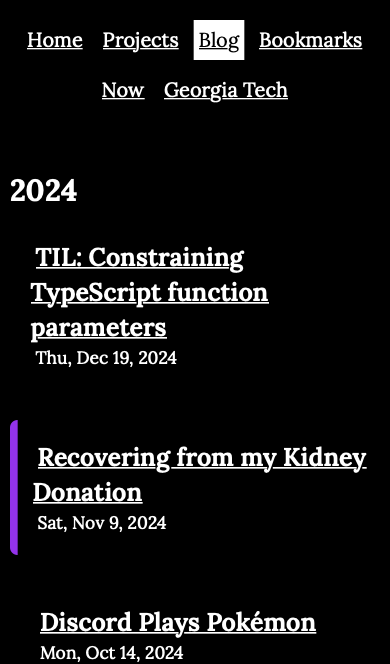 Home Projects Blog Bookmarks
Now Georgia Tech
2024
TIL: Constraining
TypeScript function
parameters
Thu, Dec 19, 2024
Recovering from my Kidney
Donation
Sat, Nov 9, 2024
Discord Plays Pokémon
Mon, Oct 14, 2024